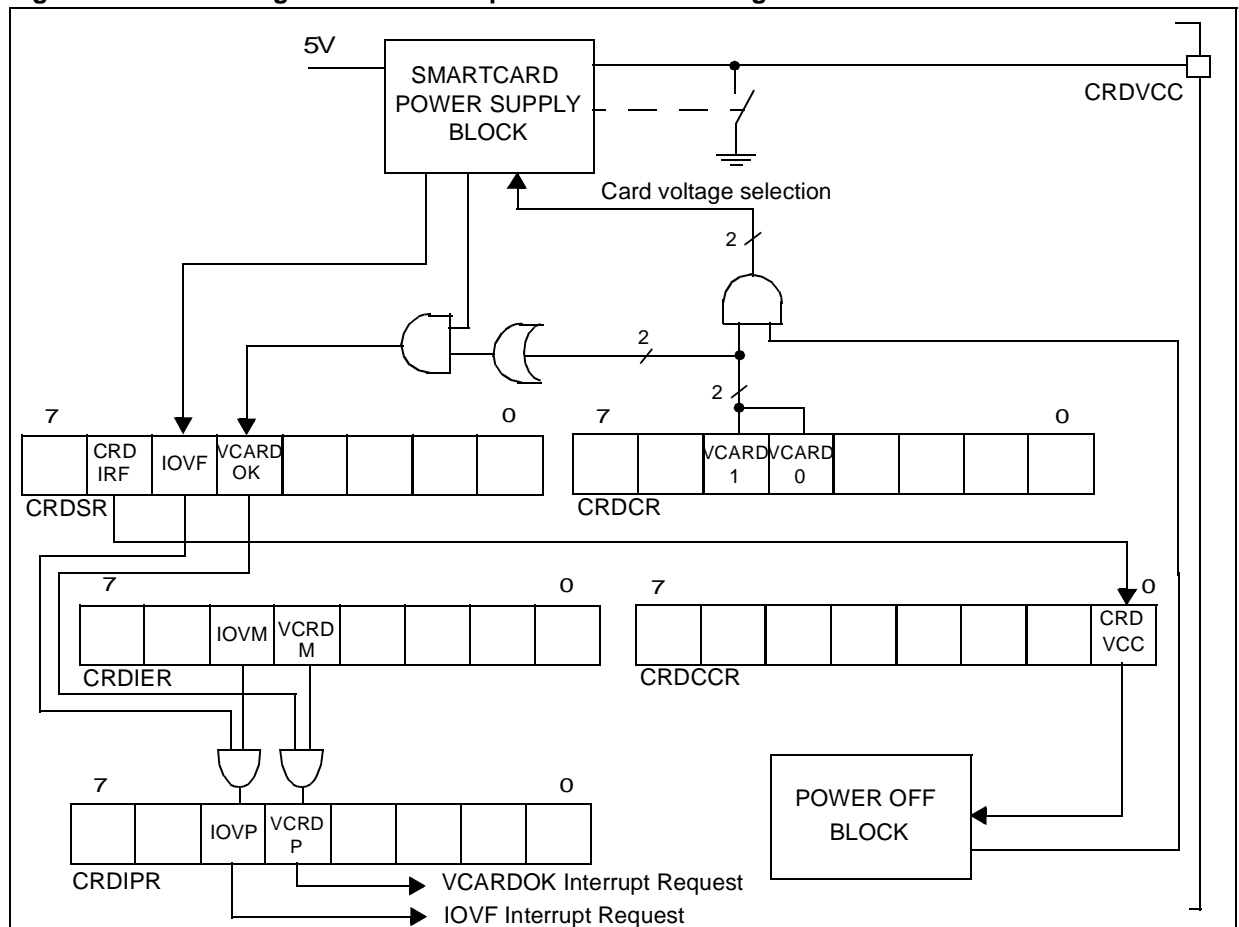 5V
SMARTCARD
POWER SUPPLY
BLOCK
CRDVCC
Card voltage selection
2
2
2
7
0
7
0
CRD
IRF
IOVF
VCARD
OK
VCARD
1
VCARD
0
CRDSR
CRDCR
7
0
7
0
IOVM
VCRD
M
CRD
VCC
CRDIER
CRDCCR
7
0
POWER OFF
BLOCK
IOVP
VCRD
P
CRDIPR
VCARDOK Interrupt Request
IOVF Interrupt Request